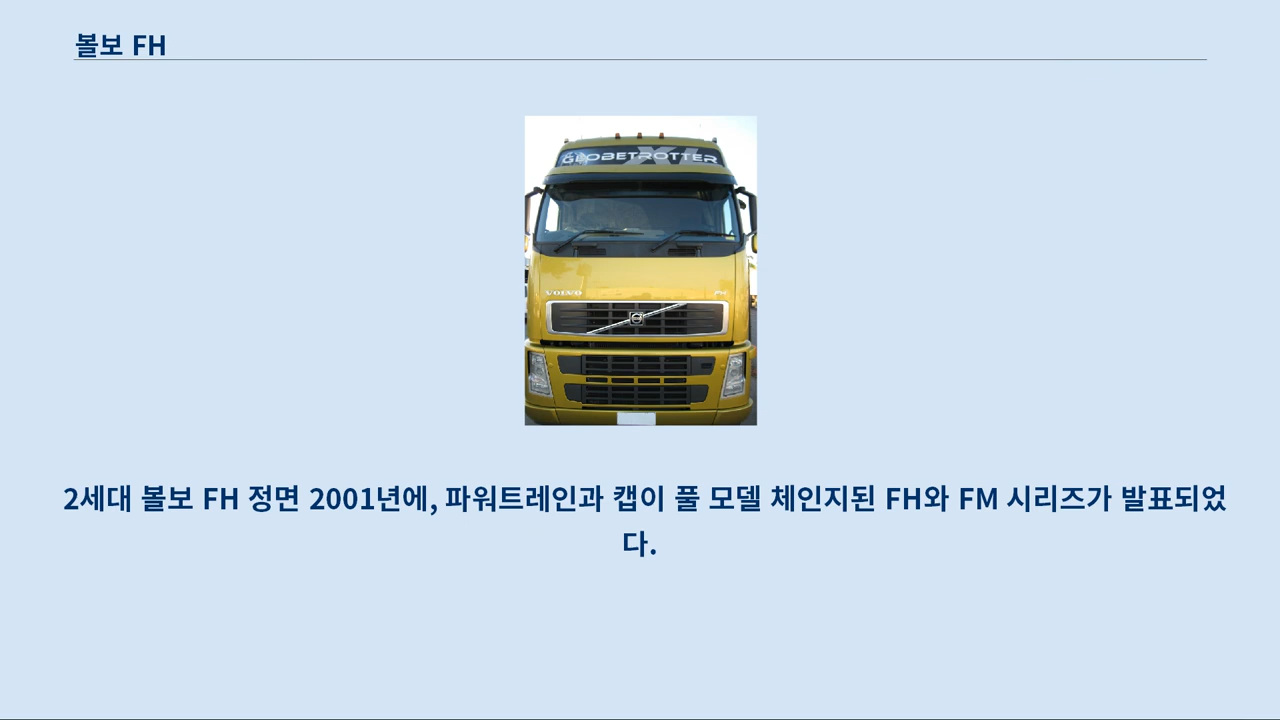 볼보 FH
GLOBETROTTER
XL
VOLVO
FH
2세대 볼보 FH 정면 2001년에, 파워트레인과 캡이 풀 모델 체인지된 FH와 FM 시리즈가 발표되었
다.